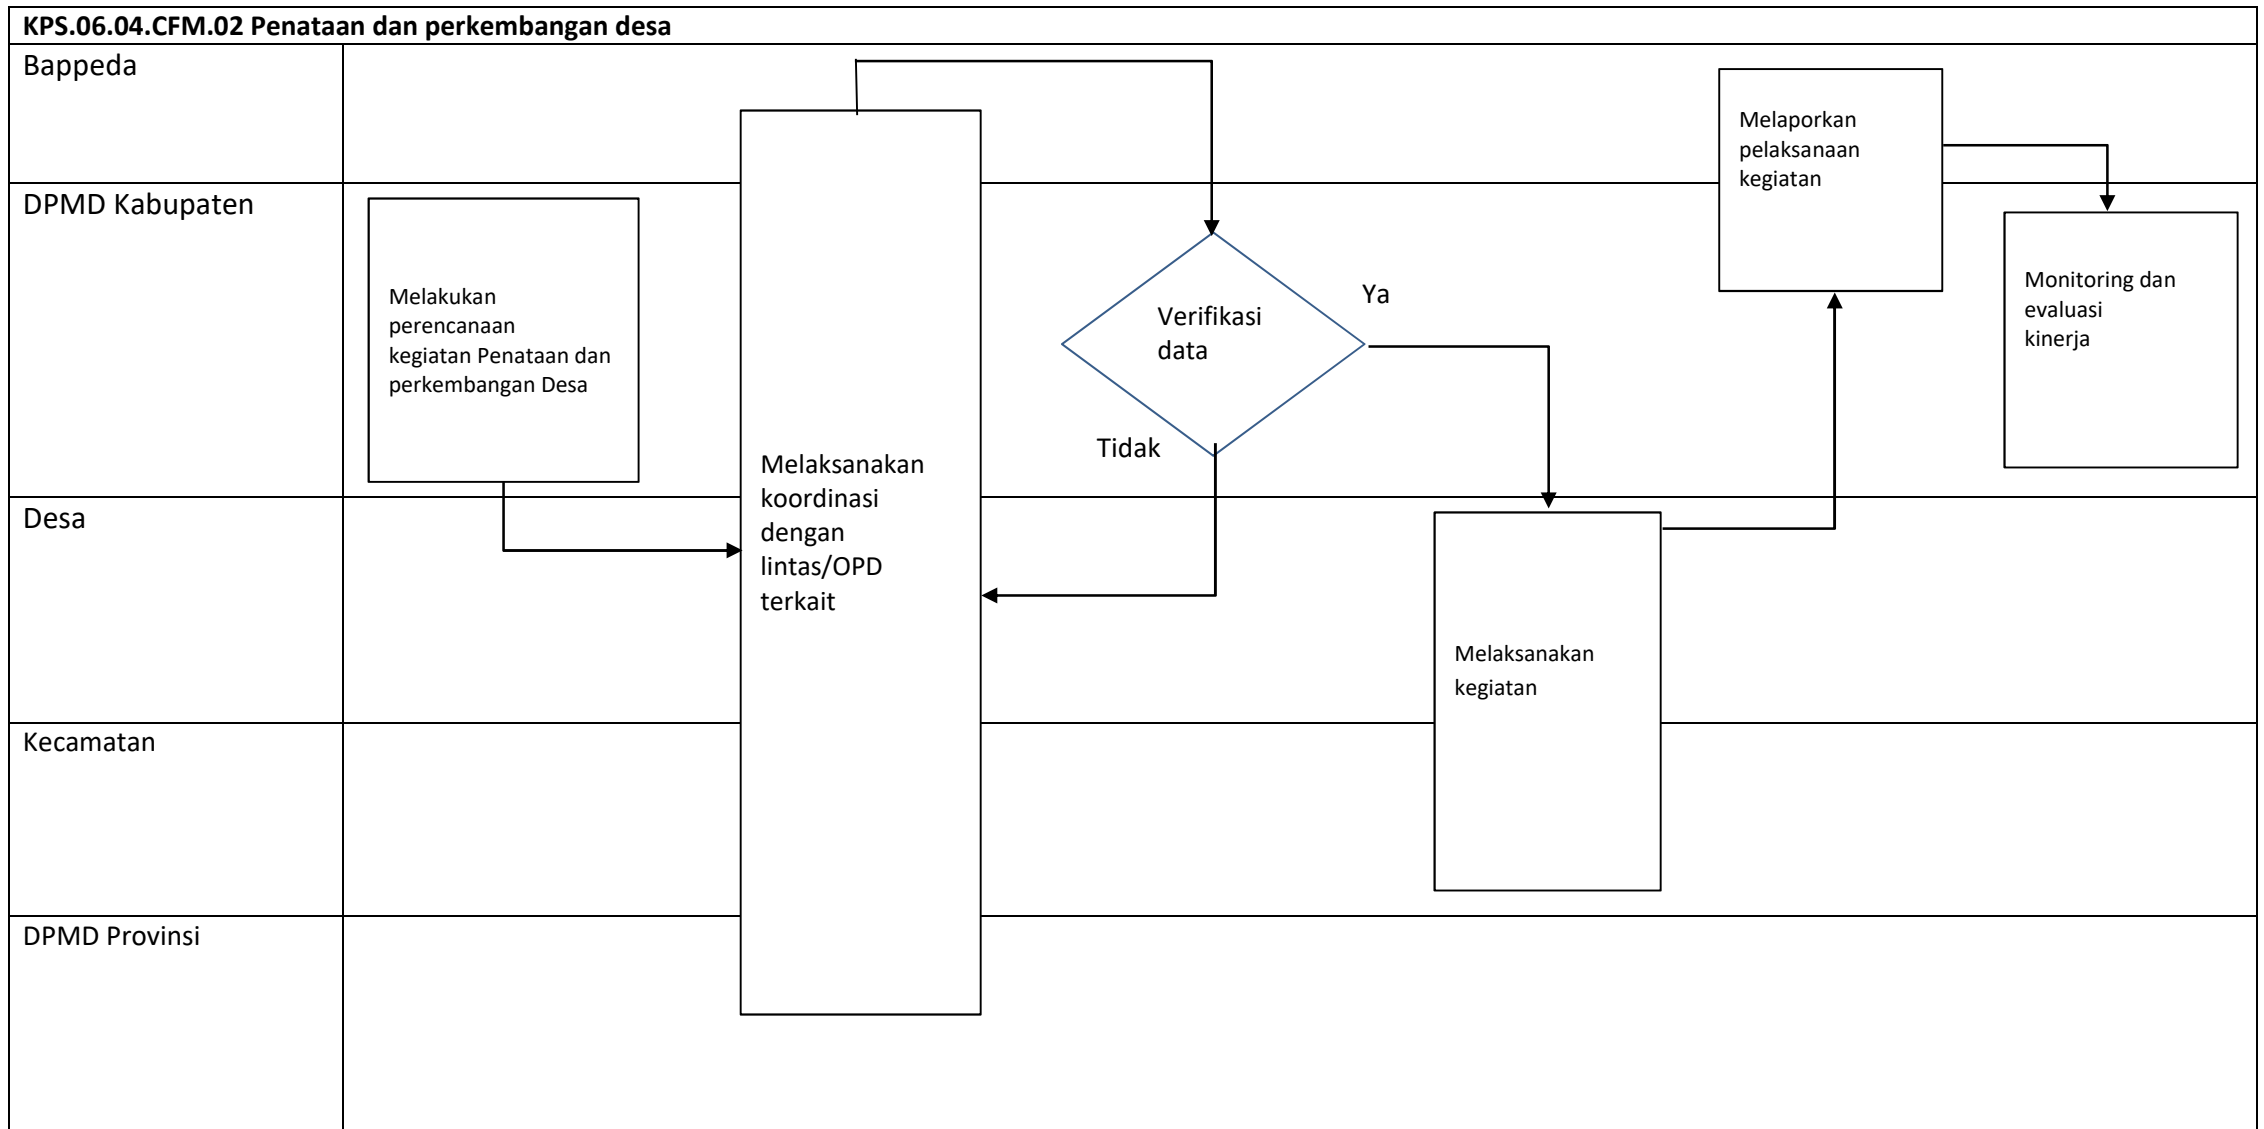 KPS.06.04.CFM.02 Penataan dan perkembangan desa
Bappeda
Melaporkan
pelaksanaan
kegiatan
DPMD Kabupaten
Melakukan
perencanaan
kegiatan Penataan dan
perkembangan Desa
Verifikasi
data
Ya
Tidak
Monitoring dan
evaluasi
kinerja
Melaksanakan
koordinasi
dengan
lintas/OPD
terkait
Desa
Melaksanakan
kegiatan
Kecamatan
DPMD Provinsi